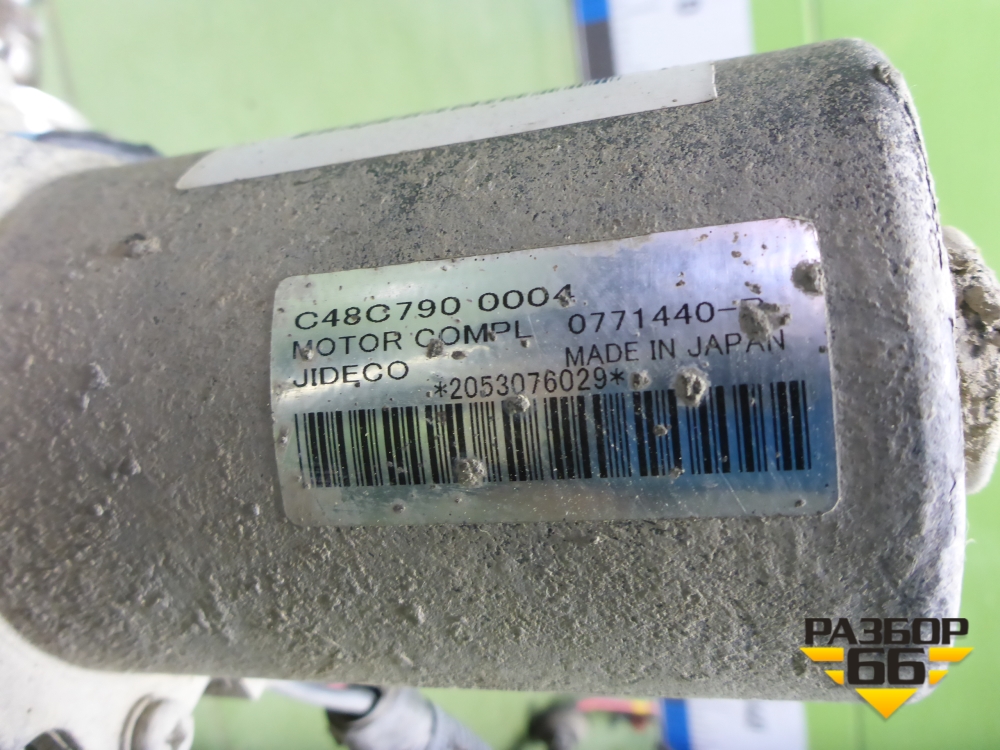 C48C790 0004
MOTOR COMPL 0771440-
JIDECO MADE IN JAPAN
*2053076029*
РАЗБОР
66